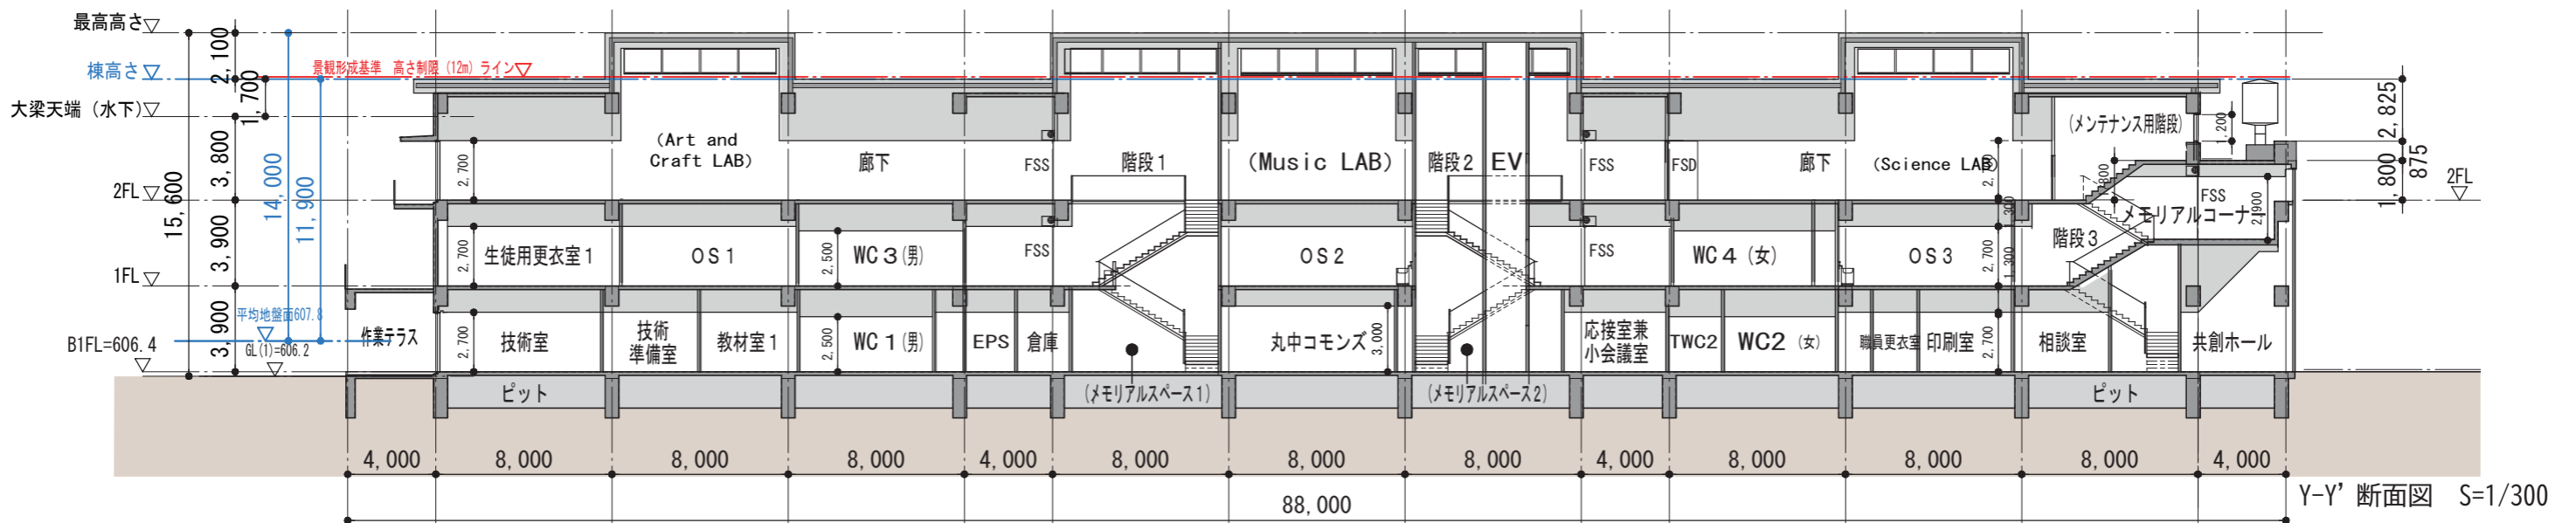 最高高さ
棟高さ
大梁天端（水下）
2FL
1FL
B1FL=606.4
平均地盤面607.8
GL(1)=606.2
15,600
2,100
1,700
3,800
3,900
3,900
14,000
11,900
景観形成基準 高さ制限（12m）ライン
(Art and
Craft LAB)
廊下
FSS
階段1
(Music LAB)
階段2
EV
FSS
FSD
廊下
(Science LAB)
(メンテナンス用階段)
2,700
2,700
800
1,200
2,825
875
1,800
2FL
生徒用更衣室1
OS1
WC3(男)
FSS
OS2
FSS
WC4(女)
OS3
階段3
FSS
メモリアルコーナー
2,700
2,500
2,700
1,300
1,300
2,900
作業テラス
技術室
技術
準備室
教材室1
WC1(男)
EPS
倉庫
丸中コモンズ
応接室兼
小会議室
TWC2
WC2（女）
職員更衣室
印刷室
相談室
共創ホール
2,700
2,500
3,000
2,700
ピット
(メモリアルスペース1)
(メモリアルスペース2)
ピット
4,000
8,000
8,000
8,000
4,000
8,000
8,000
8,000
4,000
8,000
8,000
8,000
4,000
88,000
Y-Y’断面図 S=1/300